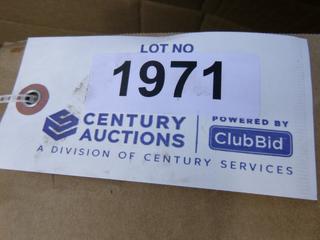 LOT NO
1971
CENTURY AUCTIONS
POWERED BY
ClubBid
A DIVISION OF CENTURY SERVICES